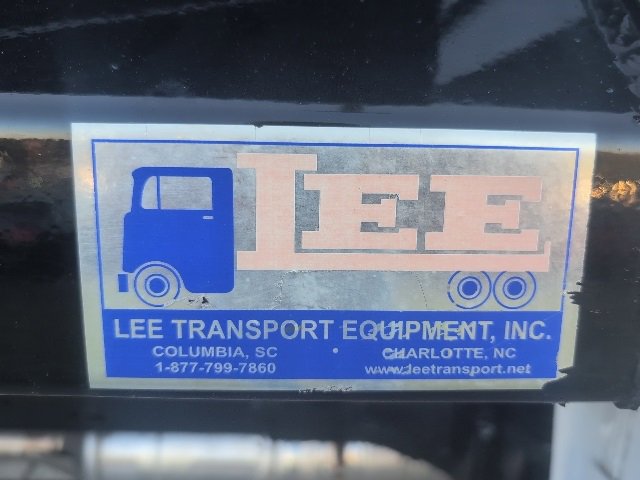 LEE
LEE TRANSPORT EQUIPMENT, INC.
COLUMBIA, SC • CHARLOTTE, NC
1-877-799-7860 www.leetransport.net